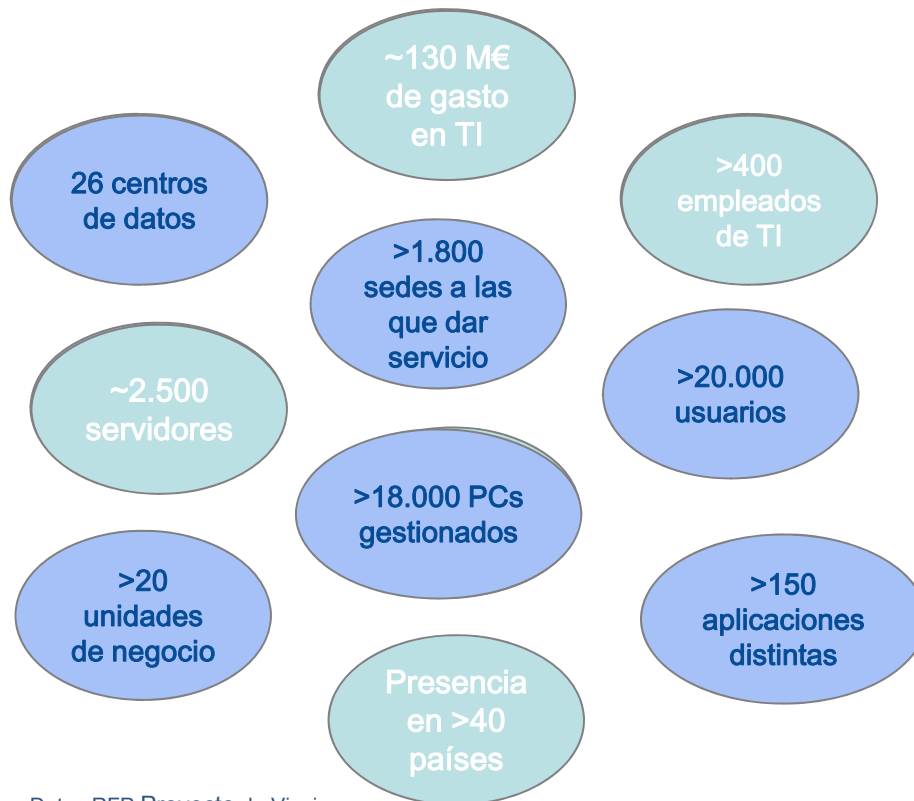 ~130 M€
de gasto
en TI
26 centros
de datos
>400
empleados
de TI
>1.800
sedes a las
que dar
servicio
~2.500
servidores
>20.000
usuarios
>18.000 PCs
gestionados
>20
unidades
de negocio
>150
aplicaciones
distintas
Presencia
en >40
países
Proyecto